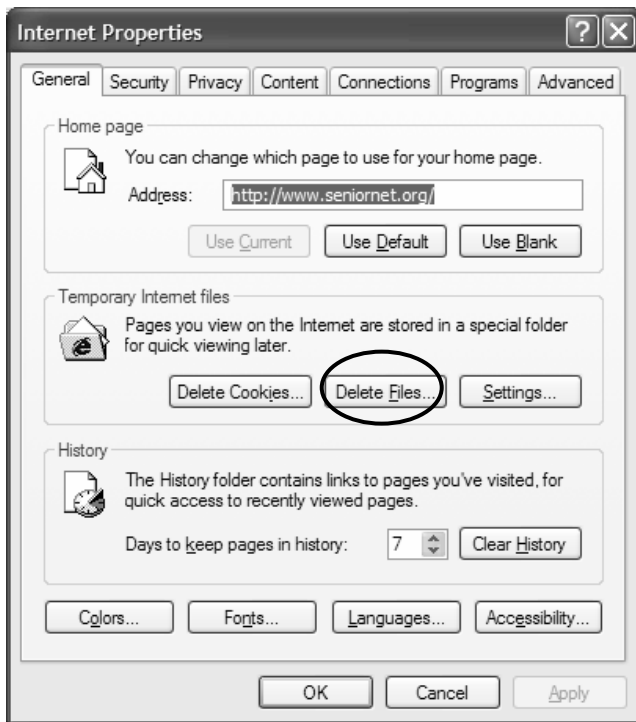 Internet Properties
General Security Privacy Content Connections Programs Advanced
Home page
You can change which page to use for your home page.
Address: http://www.seniornet.org/
Use Current Use Default Use Blank
Temporary Internet files
Pages you view on the Internet are stored in a special folder
for quick viewing later.
Delete Cookies... Delete Files... Settings...
History
The History folder contains links to pages you've visited, for
quick access to recently viewed pages.
Days to keep pages in history: 7 Clear History
Colors... Fonts... Languages... Accessibility...
OK Cancel Apply